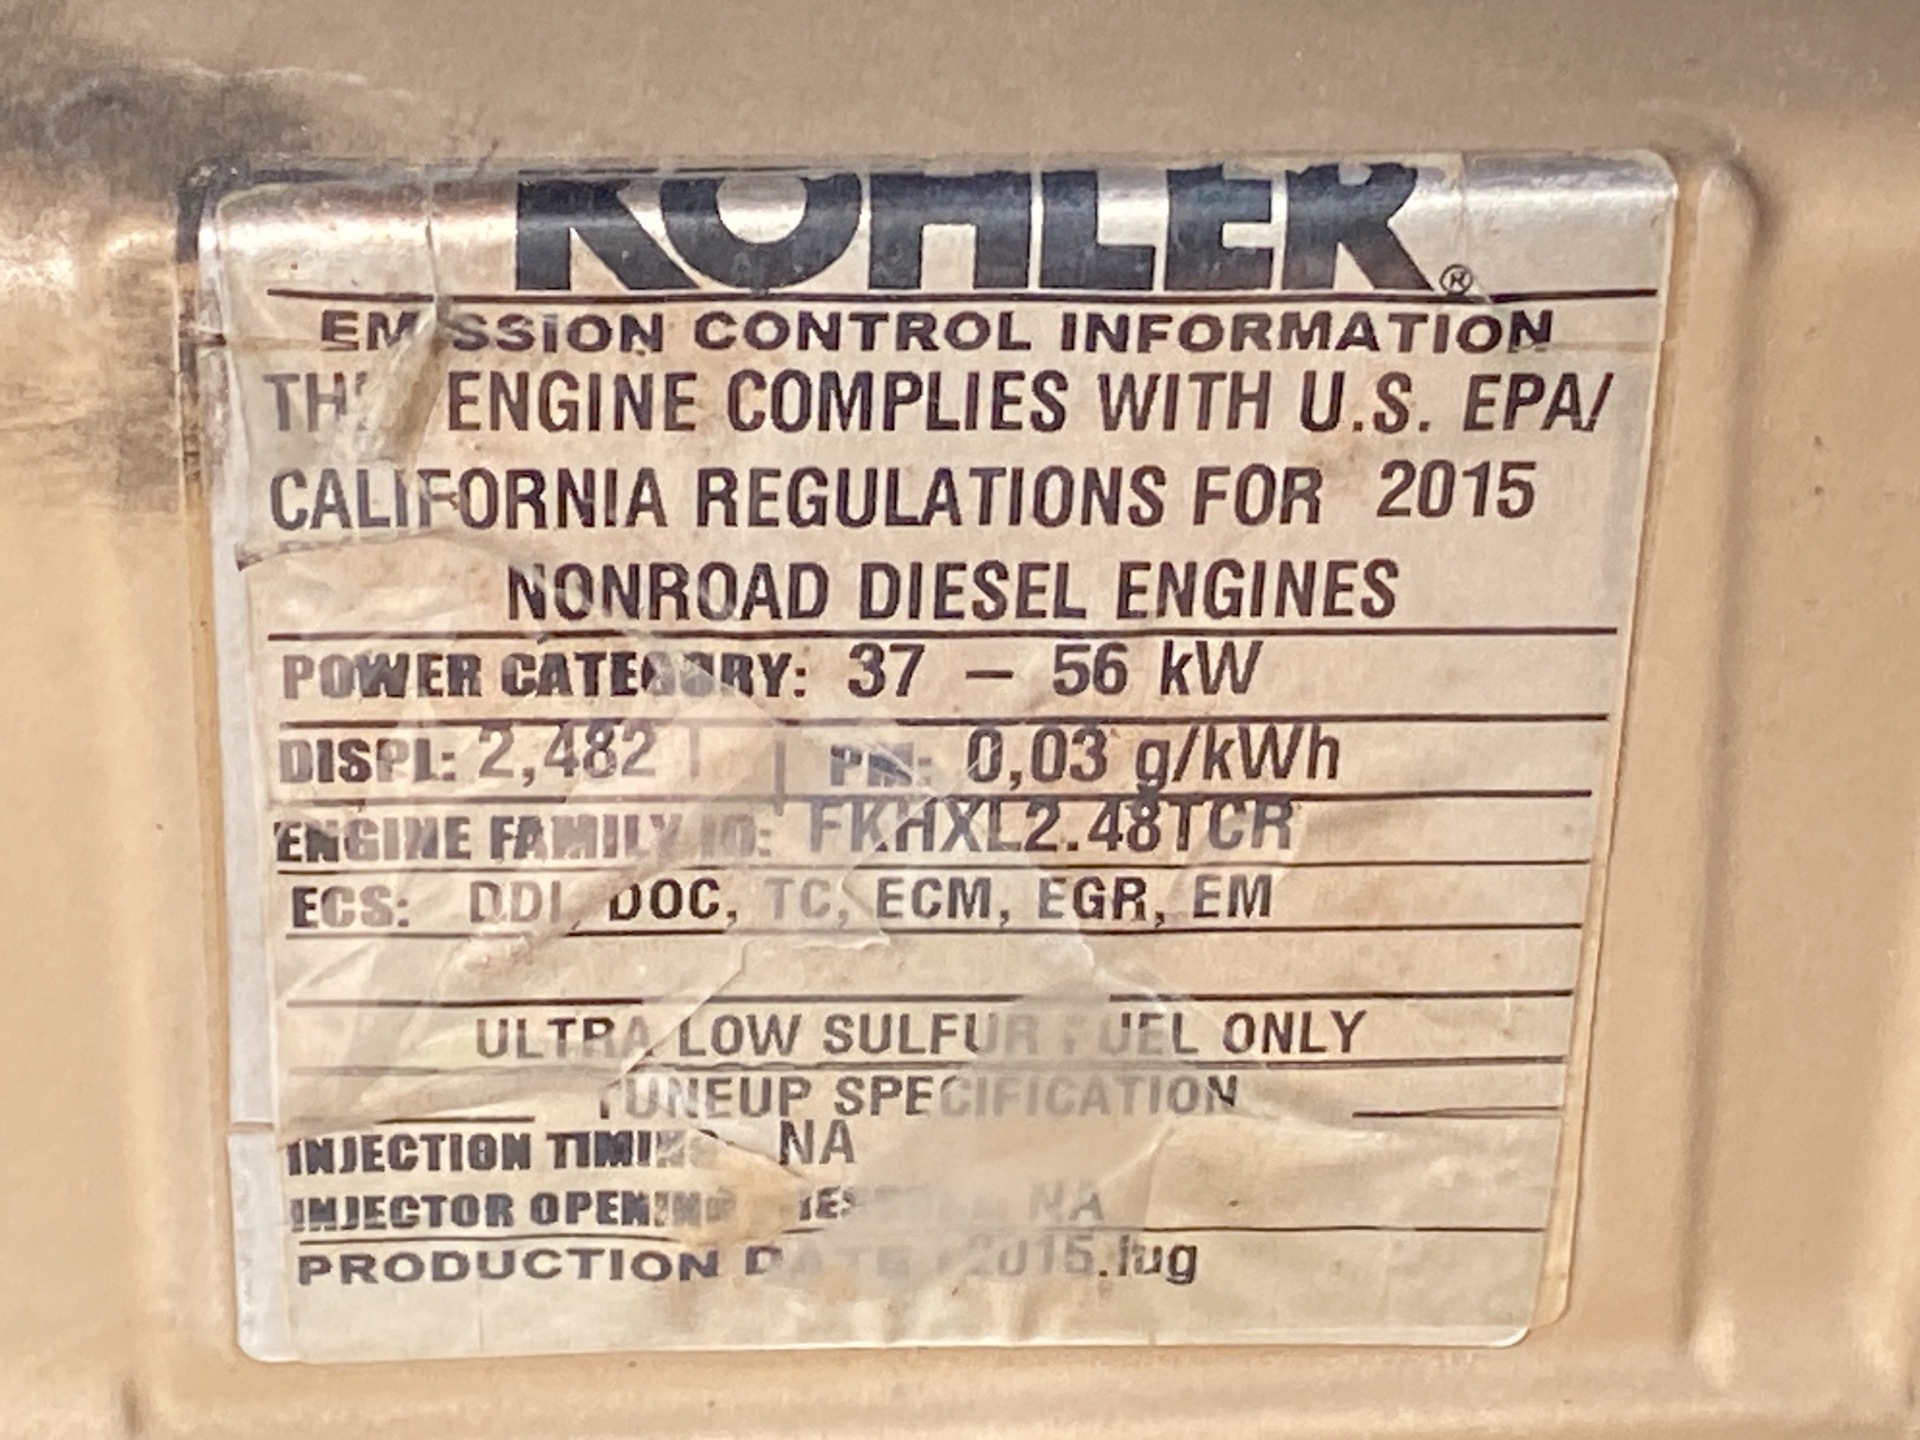 KOHLER®
EMISSION CONTROL INFORMATION
THIS ENGINE COMPLIES WITH U.S. EPA/
CALIFORNIA REGULATIONS FOR 2015
NONROAD DIESEL ENGINES
POWER CATEGORY: 37 – 56 kW
DISPL: 2,482 l PM: 0,03 g/kWh
ENGINE FAMILY ID: FKHXL2.48TCR
ECS: DDI, DOC, TC, ECM, EGR, EM
ULTRA LOW SULFUR FUEL ONLY
TUNEUP SPECIFICATION
INJECTION TIMING NA
INJECTOR OPENING NA
PRODUCTION DATE 2015.lug